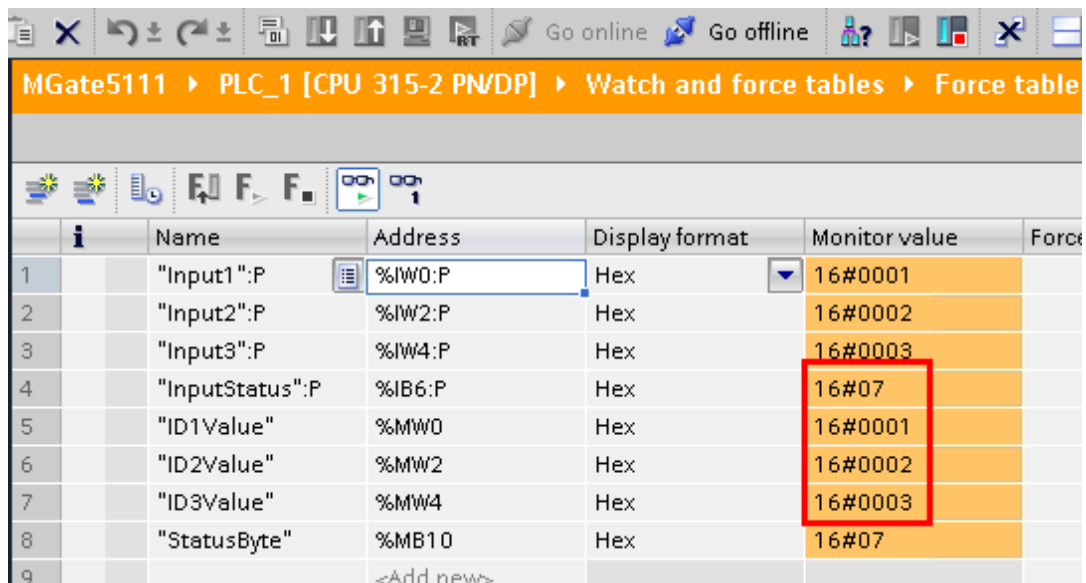 Go online Go offline
MGate5111 ▸ PLC_1 [CPU 315-2 PN/DP] ▸ Watch and force tables ▸ Force table
i Name Address Display format Monitor value Force
1 "Input1":P %IW0:P Hex 16#0001
2 "Input2":P %IW2:P Hex 16#0002
3 "Input3":P %IW4:P Hex 16#0003
4 "InputStatus":P %IB6:P Hex 16#07
5 "ID1Value" %MW0 Hex 16#0001
6 "ID2Value" %MW2 Hex 16#0002
7 "ID3Value" %MW4 Hex 16#0003
8 "StatusByte" %MB10 Hex 16#07
9 <Add new>